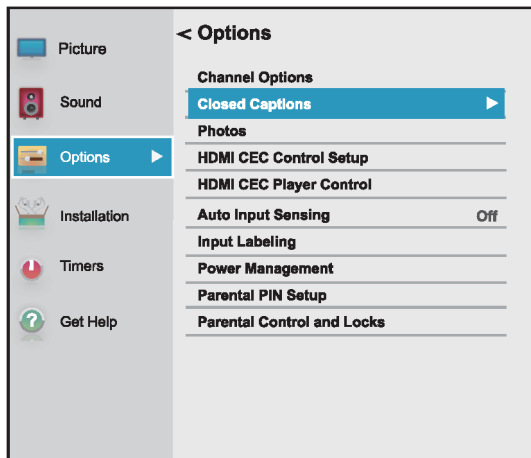 Picture
Sound
Options
Installation
Timers
Get Help
< Options
Channel Options
Closed Captions
Photos
HDMI CEC Control Setup
HDMI CEC Player Control
Auto Input Sensing Off
Input Labeling
Power Management
Parental PIN Setup
Parental Control and Locks